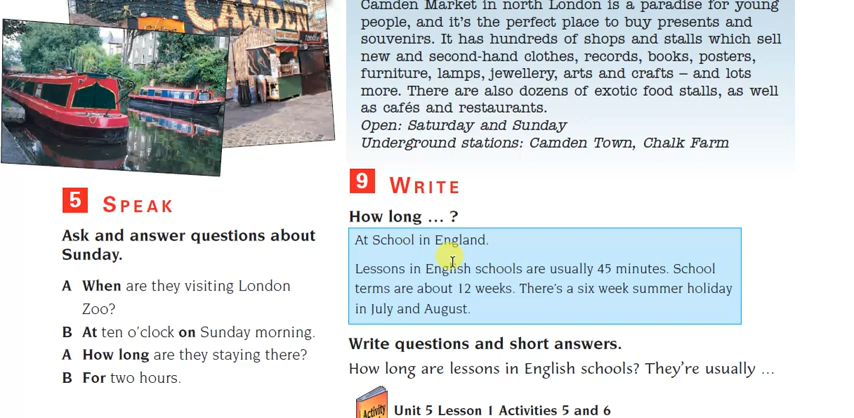 CAMDEN
Camden Market in north London is a paradise for young
people, and it's the perfect place to buy presents and
souvenirs. It has hundreds of shops and stalls which sell
new and second-hand clothes, records, books, posters,
furniture, lamps, jewellery, arts and crafts – and lots
more. There are also dozens of exotic food stalls, as well
as cafés and restaurants.
Open: Saturday and Sunday
Underground stations: Camden Town, Chalk Farm
5 SPEAK
Ask and answer questions about
Sunday.
A When are they visiting London
Zoo?
B At ten o'clock on Sunday morning.
A How long are they staying there?
B For two hours.
9 WRITE
How long ... ?
At School in England.
Lessons in English schools are usually 45 minutes. School
terms are about 12 weeks. There's a six week summer holiday
in July and August.
Write questions and short answers.
How long are lessons in English schools? They're usually ...
Activity
Unit 5 Lesson 1 Activities 5 and 6